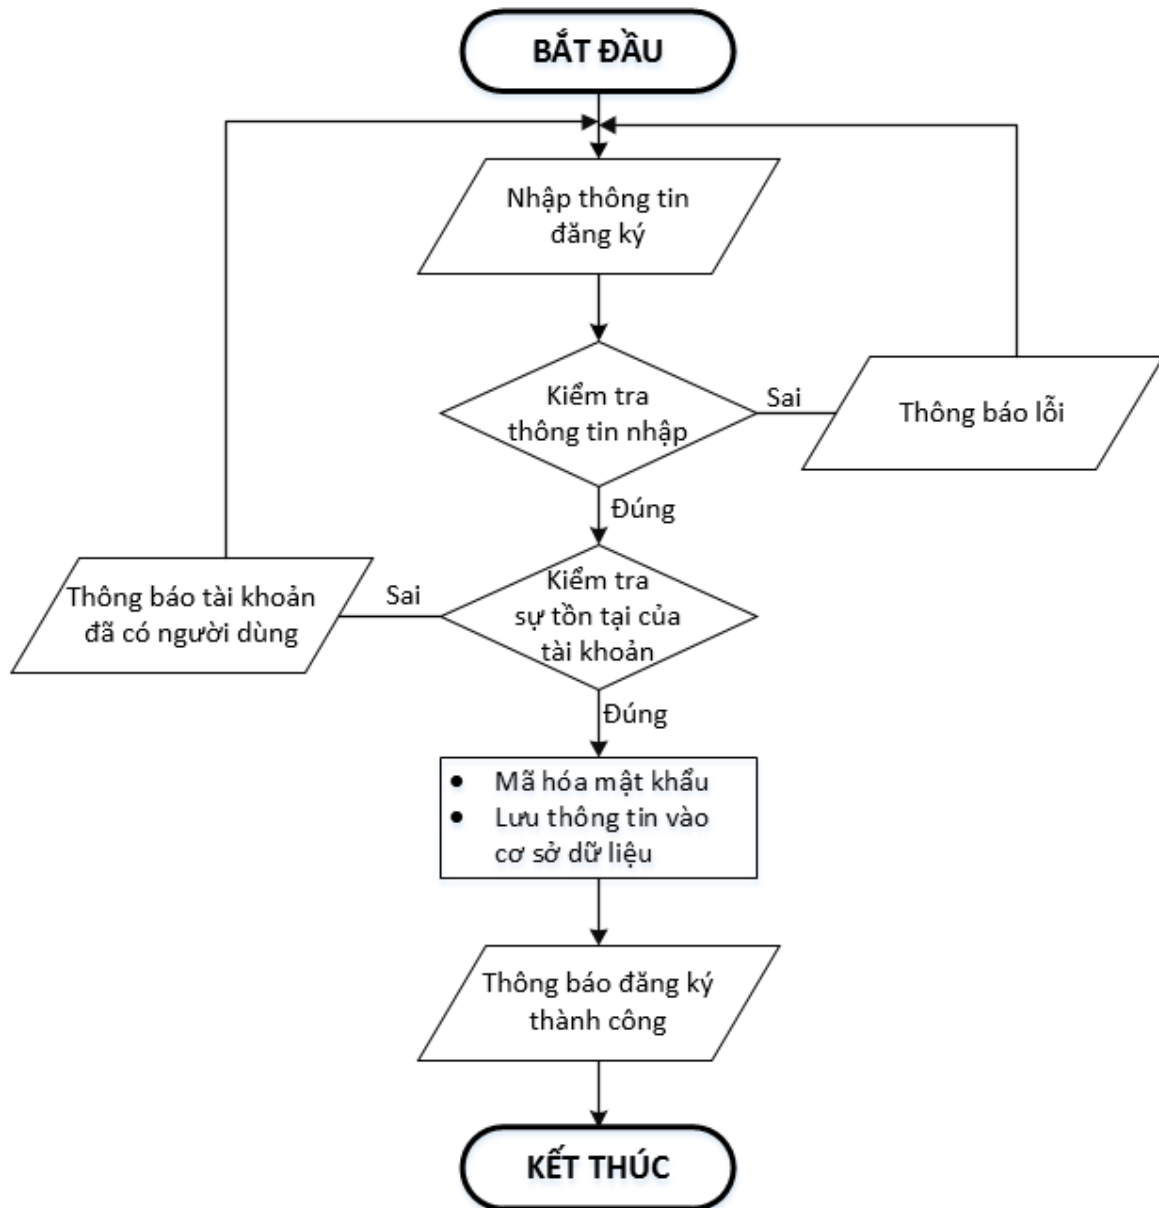 BẮT ĐẦU
Nhập thông tin
đăng ký
Kiểm tra
thông tin nhập
Sai
Thông báo lỗi
Đúng
Kiểm tra
sự tồn tại của
tài khoản
Sai
Thông báo tài khoản
đã có người dùng
Đúng
• Mã hóa mật khẩu
• Lưu thông tin vào
cơ sở dữ liệu
Thông báo đăng ký
thành công
KẾT THÚC